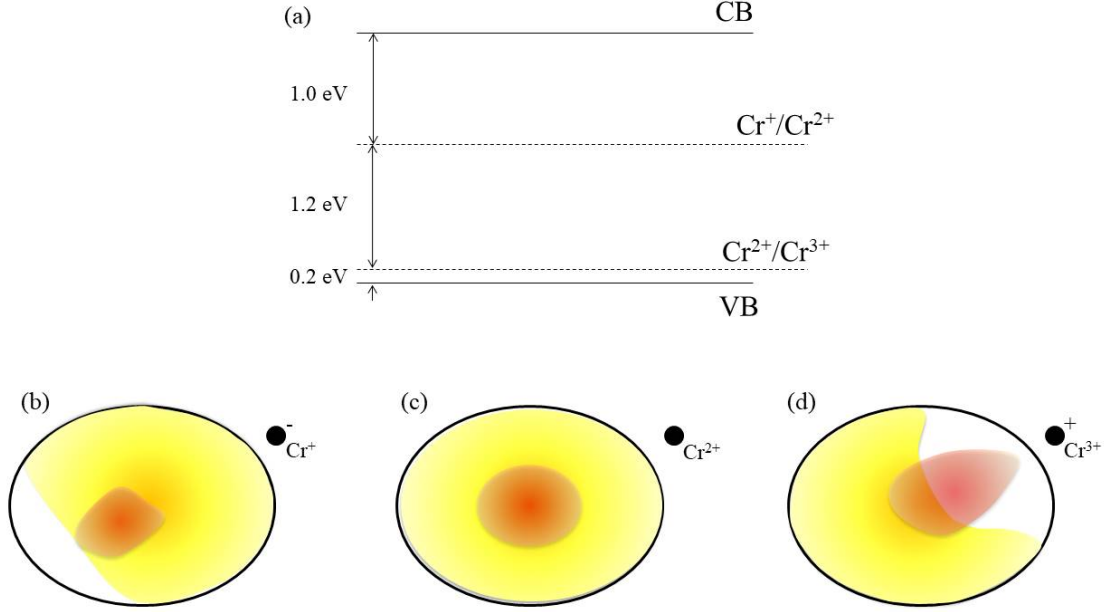 (a)
CB
1.0 eV
Cr⁺/Cr²⁺
1.2 eV
Cr²⁺/Cr³⁺
0.2 eV
VB
(b)
-
Cr⁺
(c)
Cr²⁺
(d)
+
Cr³⁺